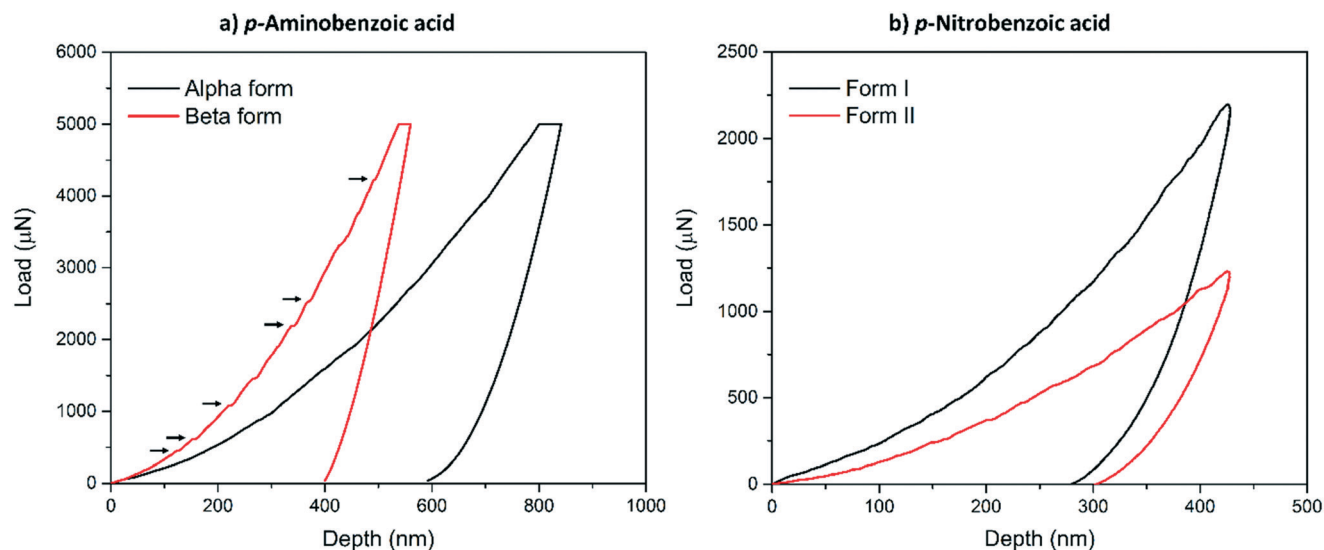 a) p-Aminobenzoic acid
Alpha form
Beta form
6000
5000
4000
3000
2000
1000
0
Load (μN)
0 200 400 600 800 1000
Depth (nm)
b) p-Nitrobenzoic acid
Form I
Form II
2500
2000
1500
1000
500
0
Load (μN)
0 100 200 300 400 500
Depth (nm)